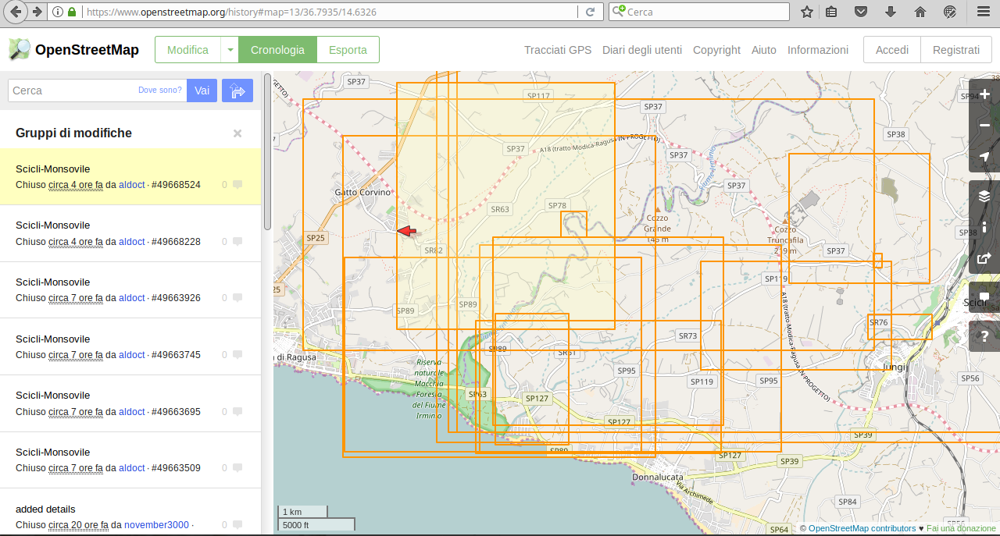 https://www.openstreetmap.org/history#map=13/36.7935/14.6326
Cerca
OpenStreetMap
Modifica
Cronologia
Esporta
Tracciati GPS
Diari degli utenti
Copyright
Aiuto
Informazioni
Accedi
Registrati
Cerca
Dove sono?
Vai
Gruppi di modifiche
Scicli-Monsovile
Chiuso circa 4 ore fa da aldoct · #49668524
0
Scicli-Monsovile
Chiuso circa 4 ore fa da aldoct · #49668228
0
Scicli-Monsovile
Chiuso circa 7 ore fa da aldoct · #49663926
0
Scicli-Monsovile
Chiuso circa 7 ore fa da aldoct · #49663745
0
Scicli-Monsovile
Chiuso circa 7 ore fa da aldoct · #49663695
0
Scicli-Monsovile
Chiuso circa 7 ore fa da aldoct · #49663509
0
added details
Chiuso circa 20 ore fa da november3000 ·
0
SP37
SP117
SP37
SP94
SP37
A18 (tratto Modica-Ragusa IN PROGETTO)
SP38
SP37
SP37
Gatto Corvino
SR63
SP78
Cozzo
Grande
145 m
Cozzo
Truncafila
219 m
SP38
SP25
SR82
SP37
SP119
25
SP89
SP89
A18 (tratto Modica-Ragusa IN PROGETTO)
Scicli
SR76
SP89
SR73
SR61
a di Ragusa
Riserva
naturale
Macchia
Foresta
del Fiume
Irminio
SP95
SP119
SP95
Jungi
SP56
SP63
SP127
SP127
SP39
SP89
SP127
SP39
Donnalucata
Via Archimede
SP84
SP56
SP64
1 km
5000 ft
© OpenStreetMap contributors ♥ Fai una donazione